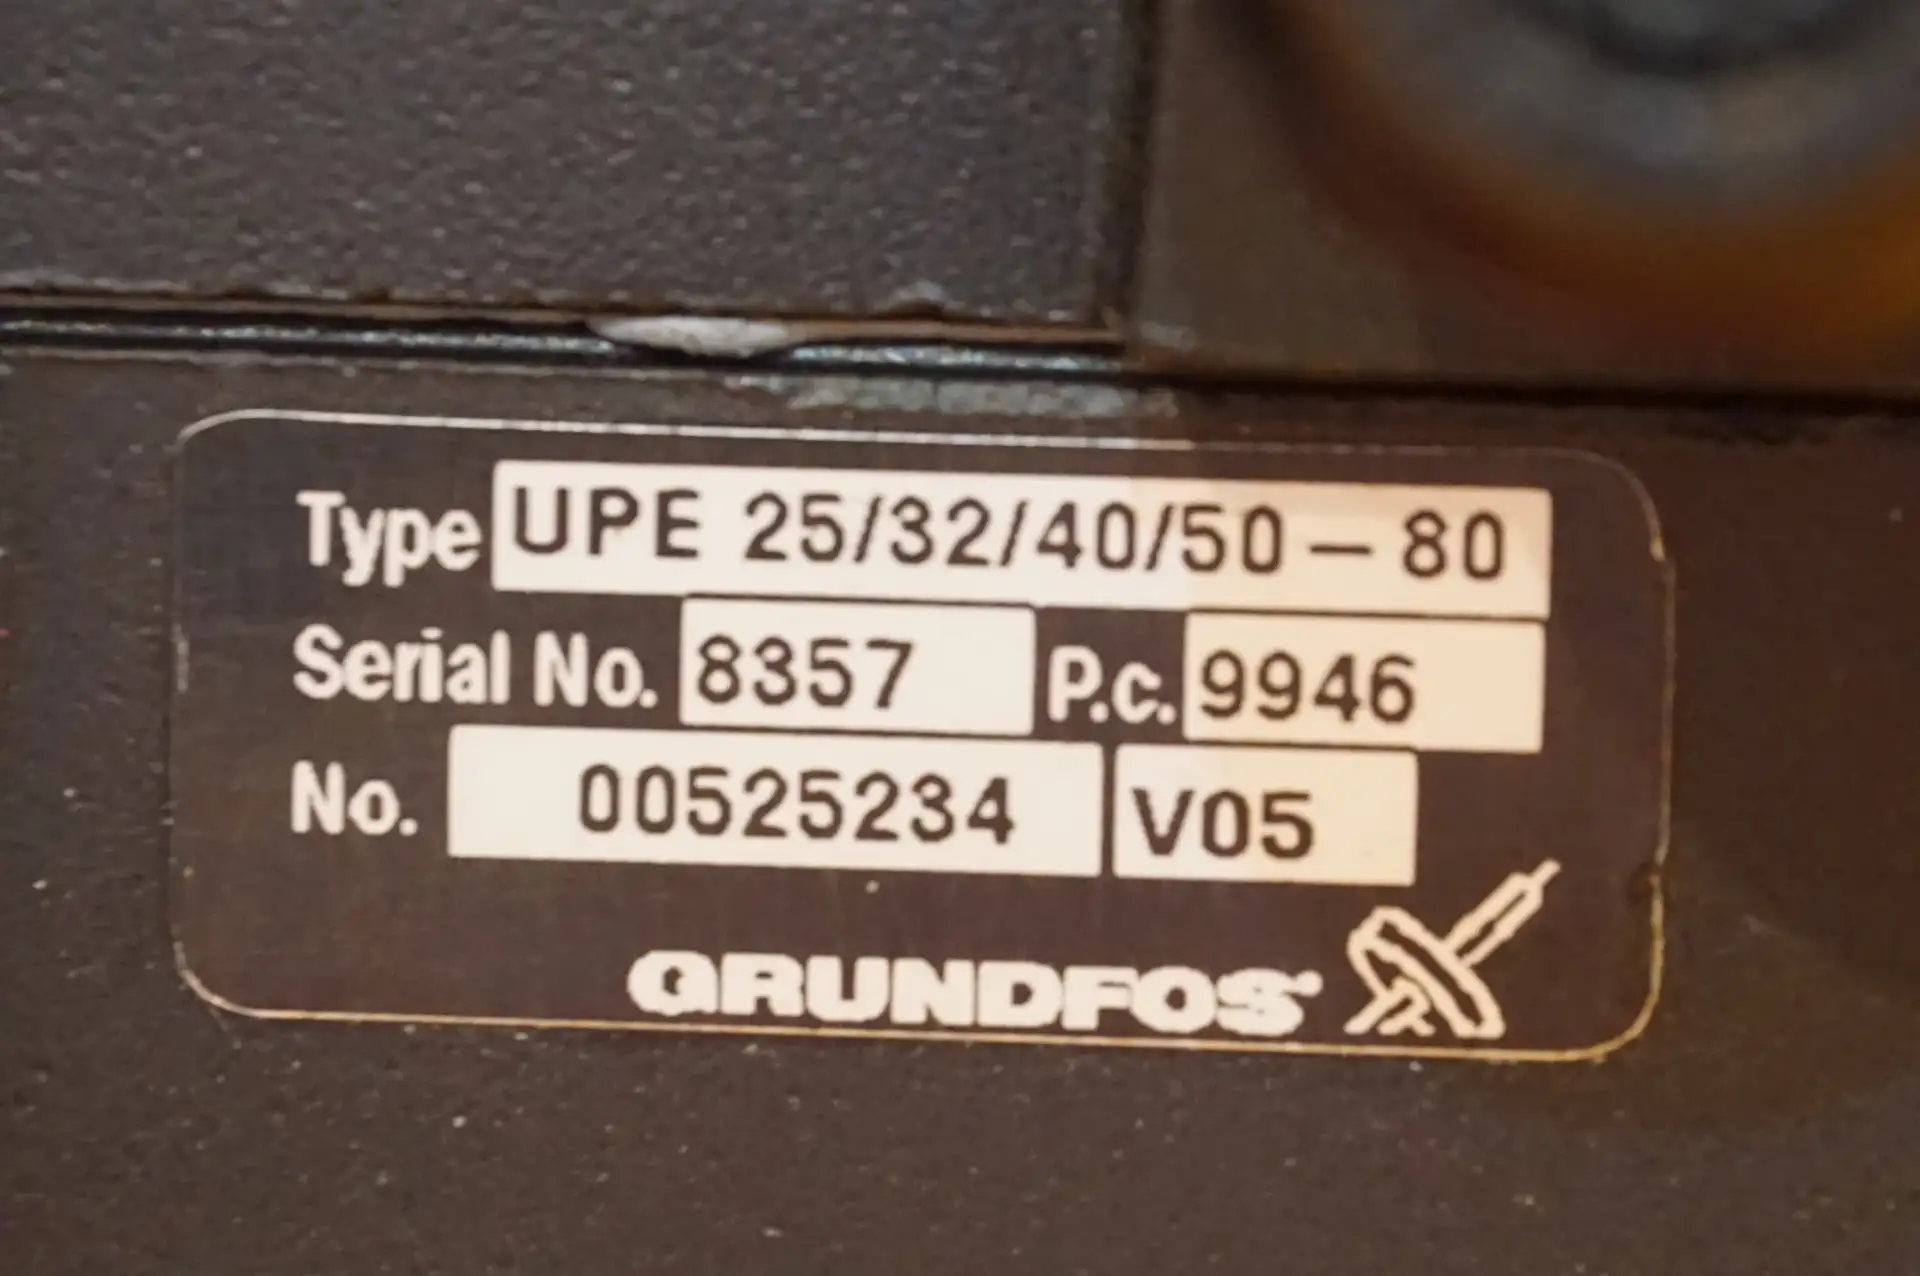 Type UPE 25/32/40/50 – 80
Serial No. 8357 P.c. 9946
No. 00525234 V05
GRUNDFOS